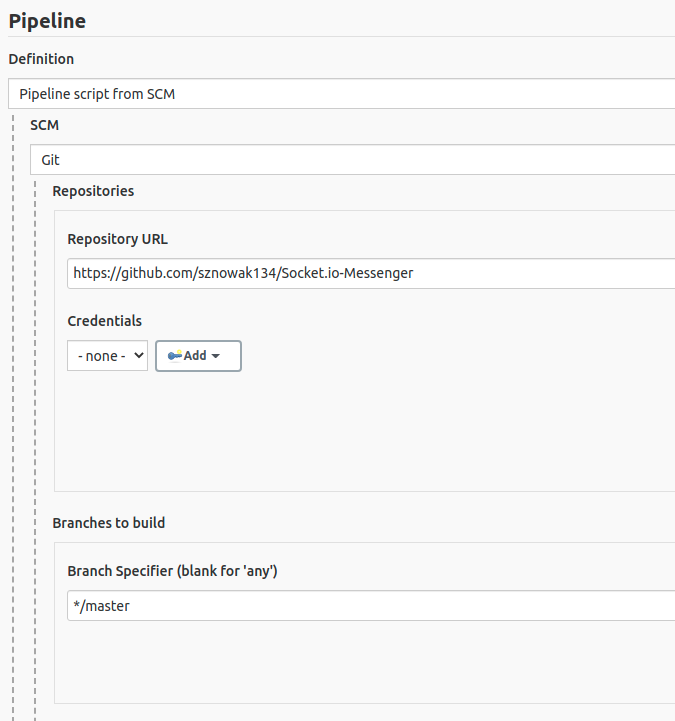 Pipeline
Definition
Pipeline script from SCM
SCM
Git
Repositories
Repository URL
https://github.com/sznowak134/Socket.io-Messenger
Credentials
- none -
Add
Branches to build
Branch Specifier (blank for 'any')
*/master